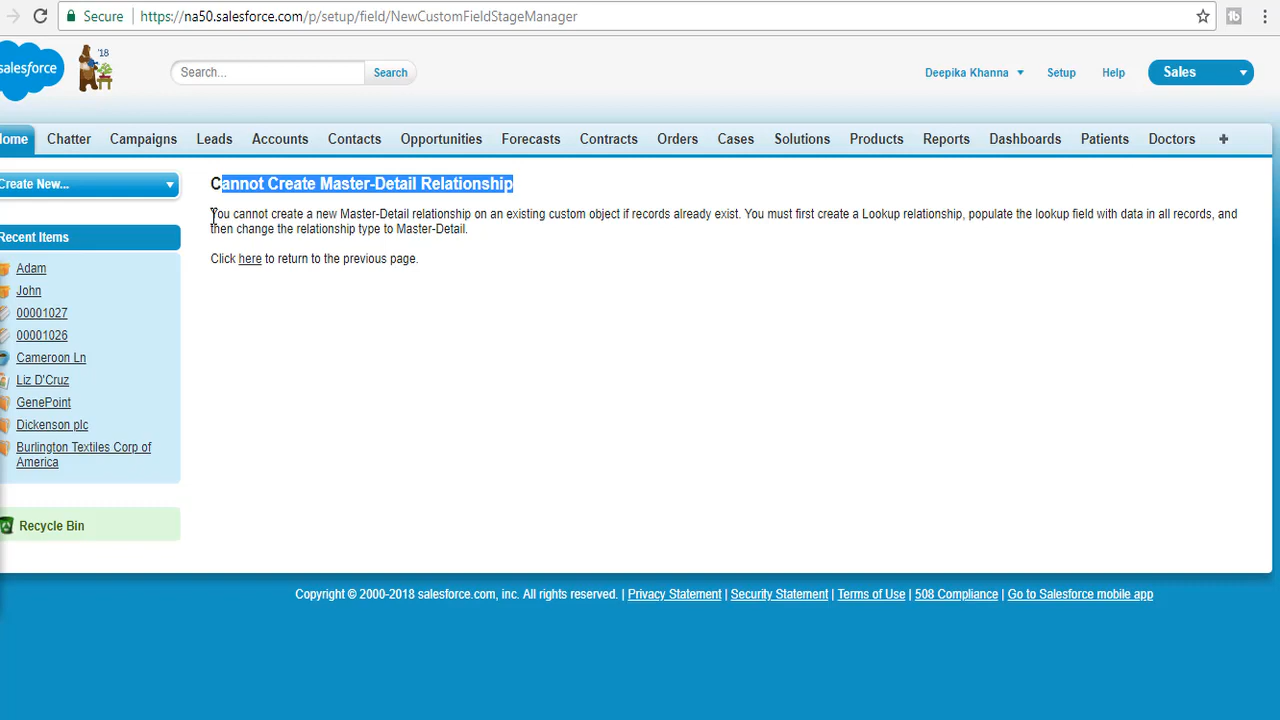 Secure https://na50.salesforce.com/p/setup/field/NewCustomFieldStageManager
salesforce '18 Search... Search Deepika Khanna Setup Help Sales
Home Chatter Campaigns Leads Accounts Contacts Opportunities Forecasts Contracts Orders Cases Solutions Products Reports Dashboards Patients Doctors +
Create New...
Recent Items
Adam
John
00001027
00001026
Cameroon Ln
Liz D'Cruz
GenePoint
Dickenson plc
Burlington Textiles Corp of
America
Recycle Bin
Cannot Create Master-Detail Relationship
You cannot create a new Master-Detail relationship on an existing custom object if records already exist. You must first create a Lookup relationship, populate the lookup field with data in all records, and
then change the relationship type to Master-Detail.
Click here to return to the previous page.
Copyright © 2000-2018 salesforce.com, inc. All rights reserved. | Privacy Statement | Security Statement | Terms of Use | 508 Compliance | Go to Salesforce mobile app